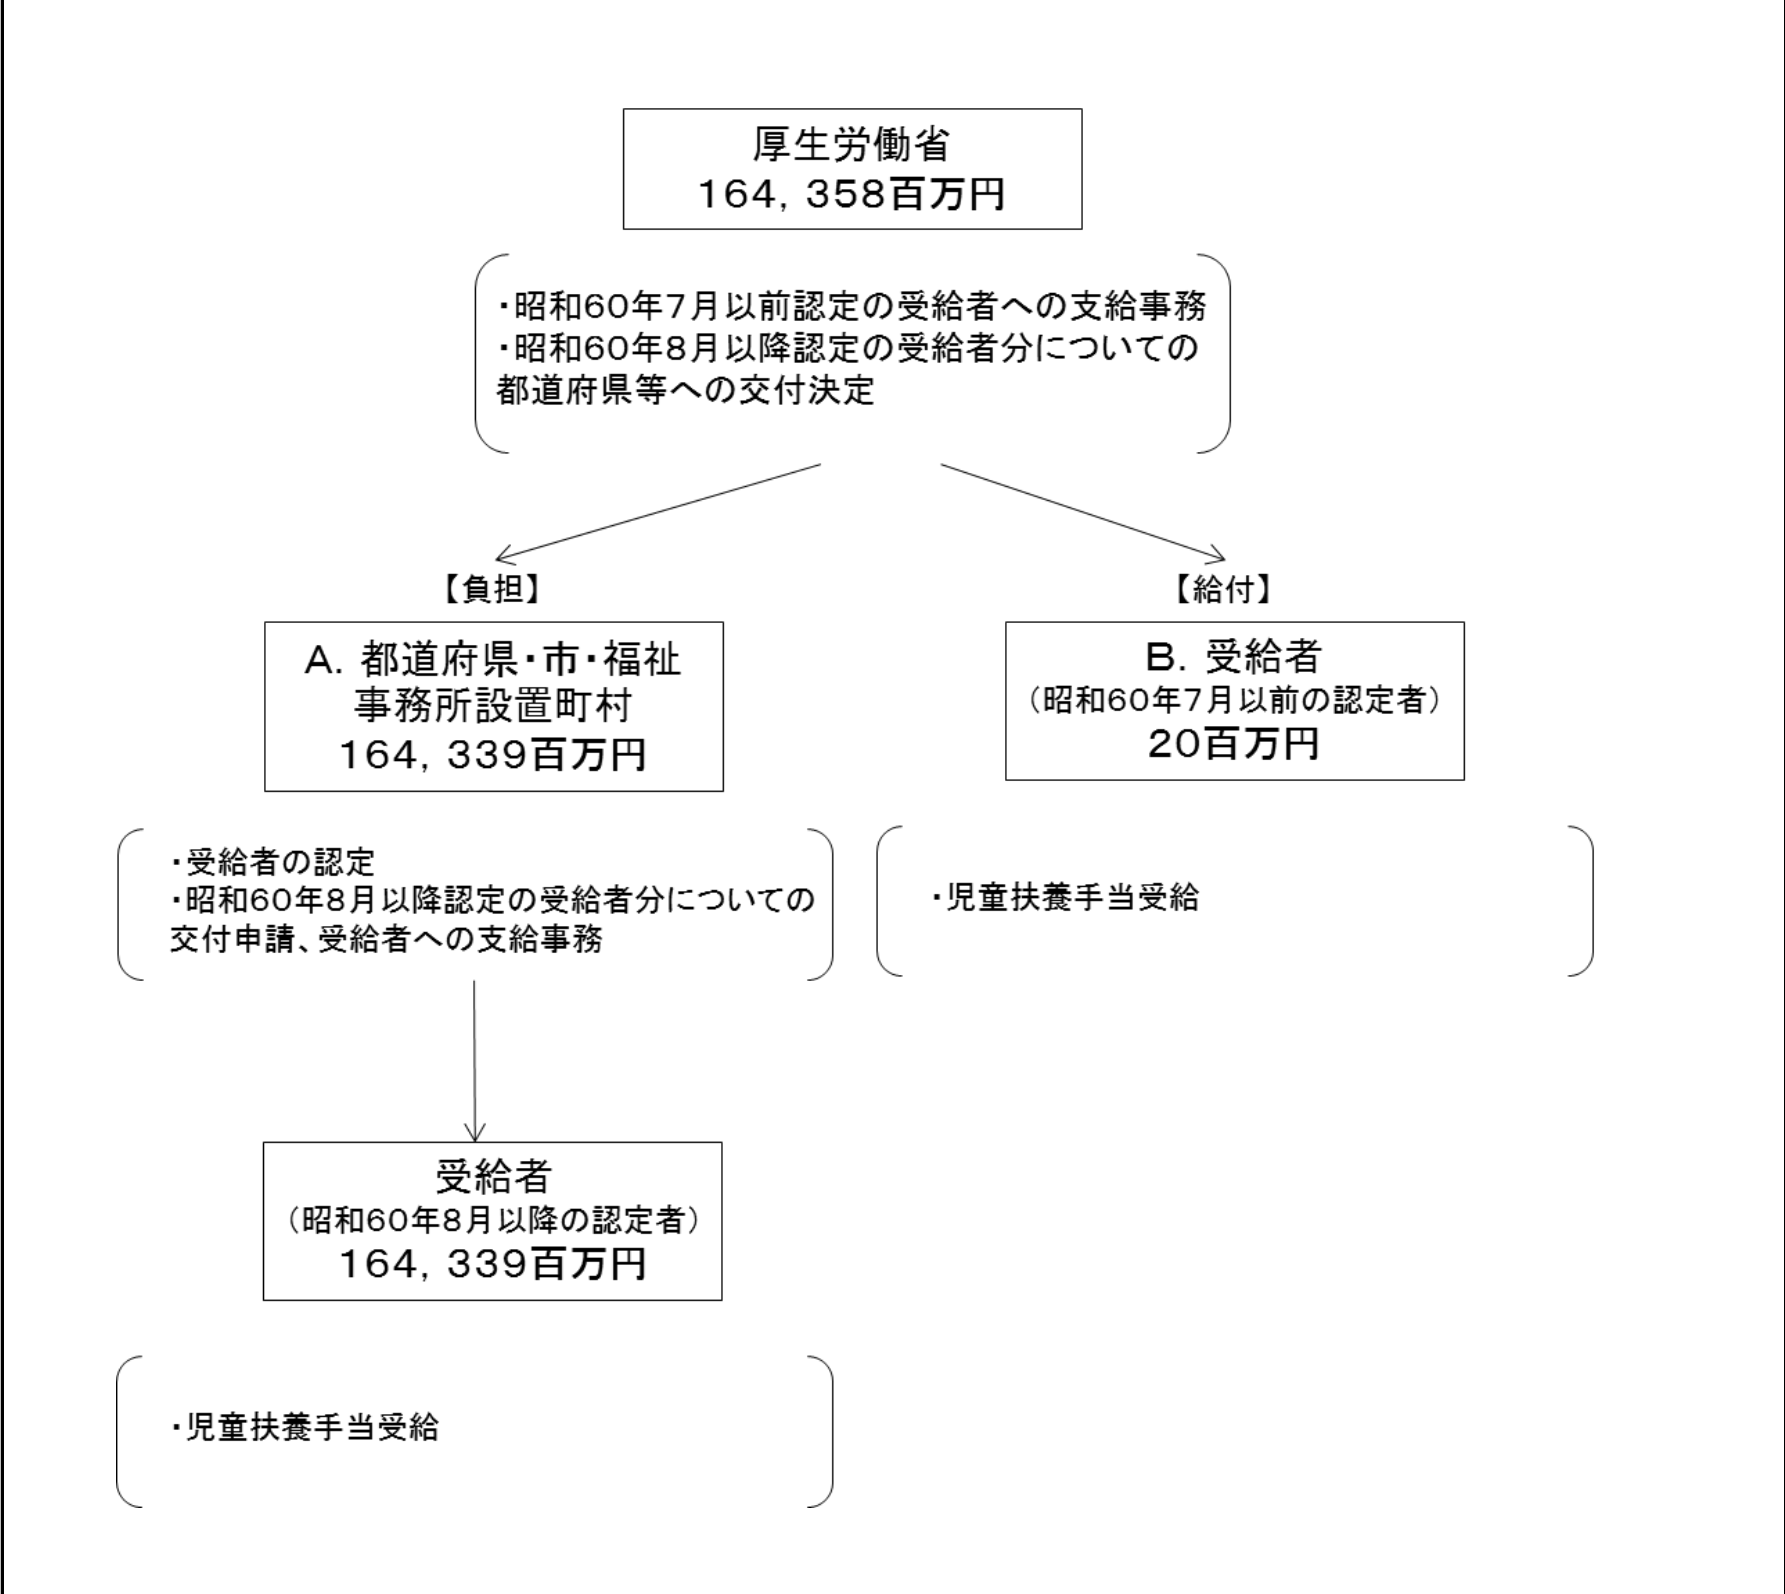 厚生労働省
164，358百万円
・昭和60年7月以前認定の受給者への支給事務
・昭和60年8月以降認定の受給者分についての
都道府県等への交付決定
【負担】
【給付】
A．都道府県・市・福祉
事務所設置町村
164，339百万円
B．受給者
（昭和60年7月以前の認定者）
20百万円
・受給者の認定
・昭和60年8月以降認定の受給者分についての
交付申請、受給者への支給事務
・児童扶養手当受給
受給者
（昭和60年8月以降の認定者）
164，339百万円
・児童扶養手当受給